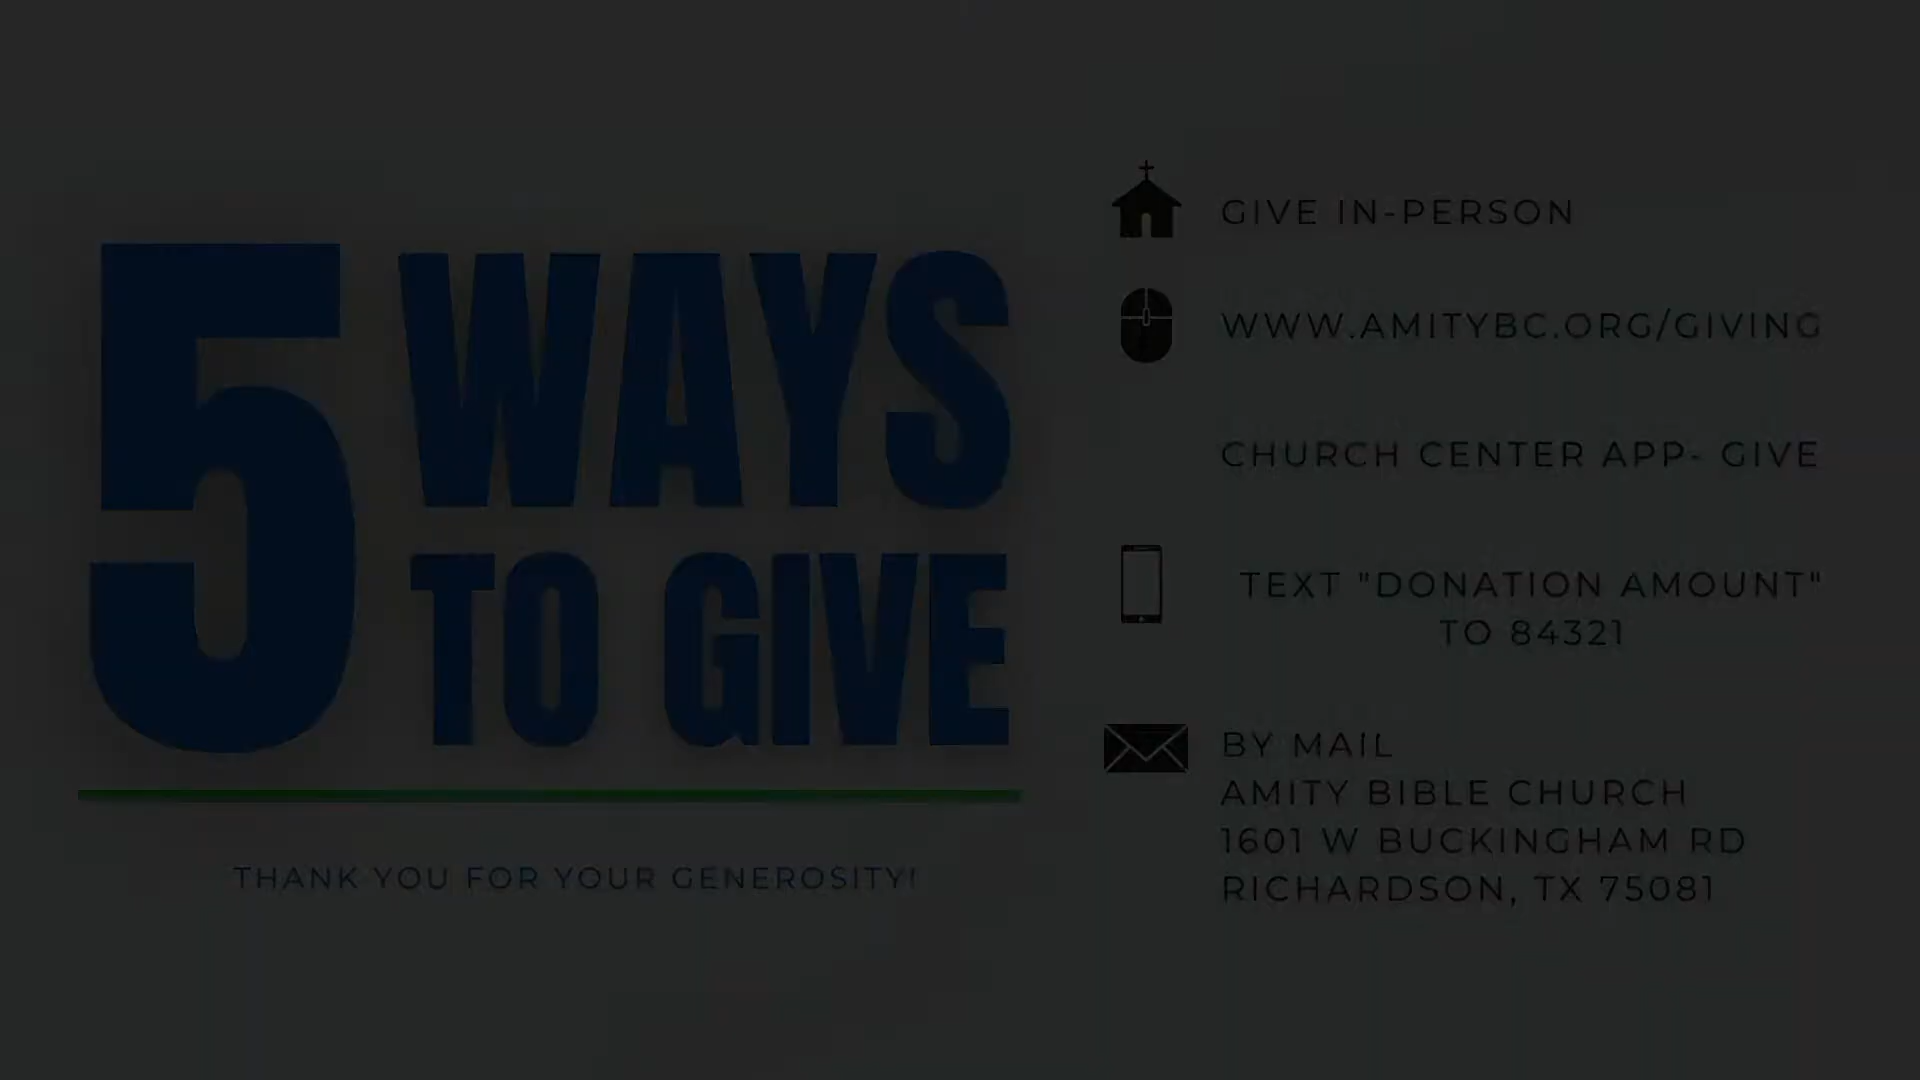 5 WAYS
TO GIVE
THANK YOU FOR YOUR GENEROSITY!
GIVE IN-PERSON
WWW.AMITYBC.ORG/GIVING
CHURCH CENTER APP- GIVE
TEXT "DONATION AMOUNT"
TO 84321
BY MAIL
AMITY BIBLE CHURCH
1601 W BUCKINGHAM RD
RICHARDSON, TX 75081